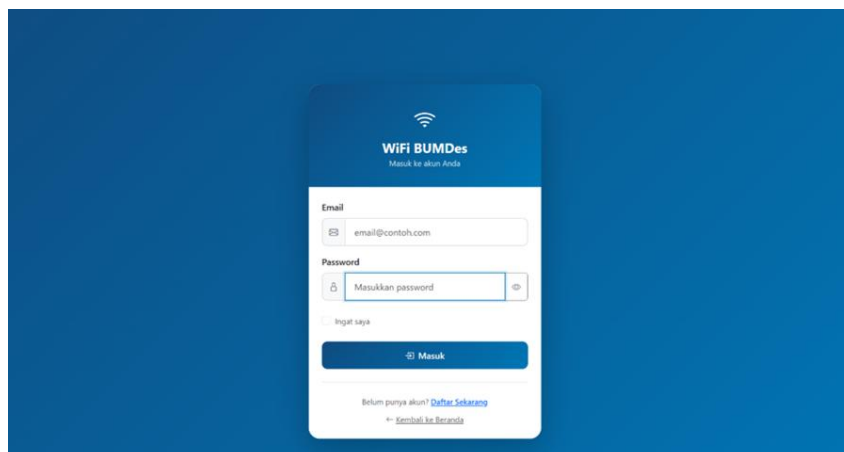 WiFi BUMDes
Masuk ke akun Anda
Email
email@contoh.com
Password
Masukkan password
Ingat saya
Masuk
Belum punya akun? Daftar Sekarang
← Kembali ke Beranda